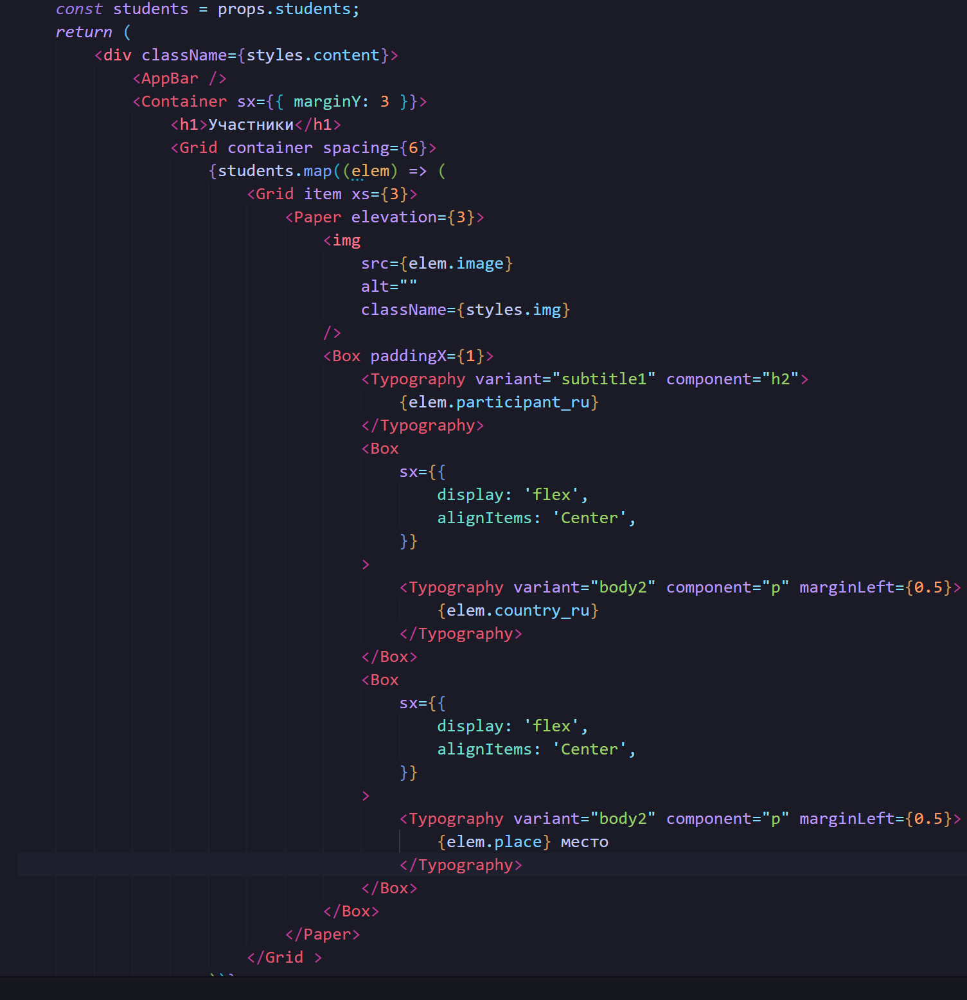 const students = props.students;
return (
<div className={styles.content}>
<AppBar />
<Container sx={{ marginY: 3 }}>
<h1>Участники</h1>
<Grid container spacing={6}>
{students.map((elem) => (
<Grid item xs={3}>
<Paper elevation={3}>
<img
src={elem.image}
alt=""
className={styles.img}
/>
<Box paddingX={1}>
<Typography variant="subtitle1" component="h2">
{elem.participant_ru}
</Typography>
<Box
sx={{
display: 'flex',
alignItems: 'Center',
}}
>
<Typography variant="body2" component="p" marginLeft={0.5}>
{elem.country_ru}
</Typography>
</Box>
<Box
sx={{
display: 'flex',
alignItems: 'Center',
}}
>
<Typography variant="body2" component="p" marginLeft={0.5}>
{elem.place} место
</Typography>
</Box>
</Box>
</Paper>
</Grid >